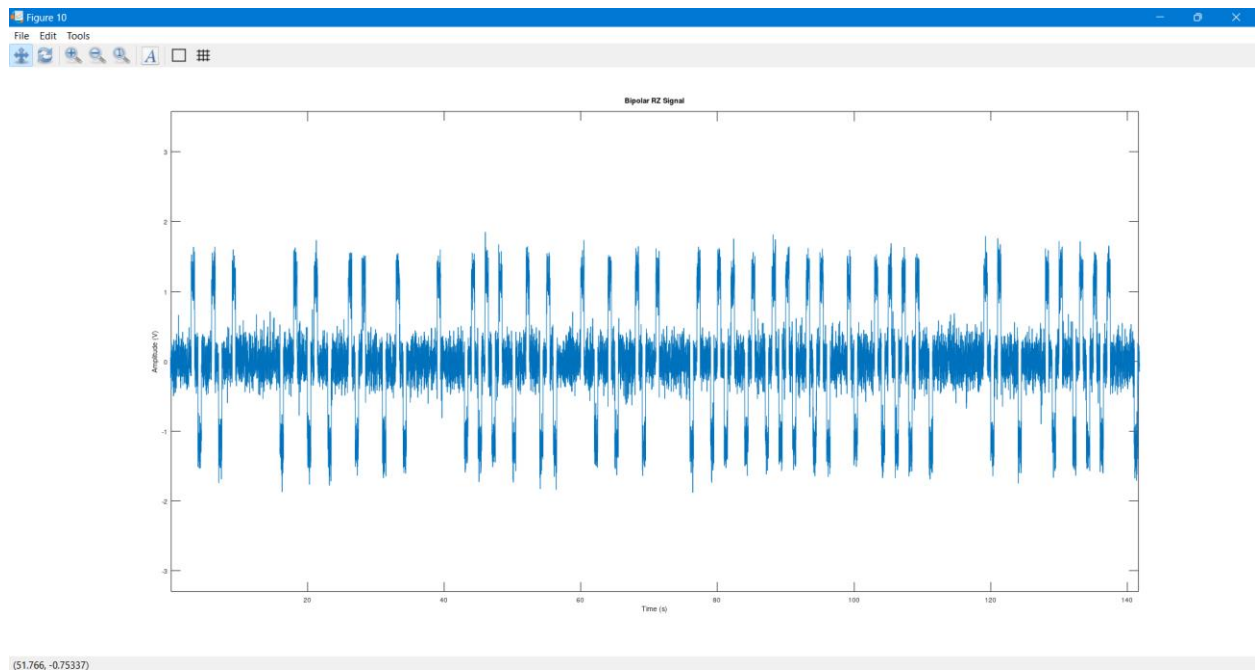 Figure 10
File Edit Tools
A
Bipolar RZ Signal
3
2
1
0
-1
-2
-3
Amplitude (V)
20 40 60 80 100 120 140
Time (s)
(51.766, -0.75337)